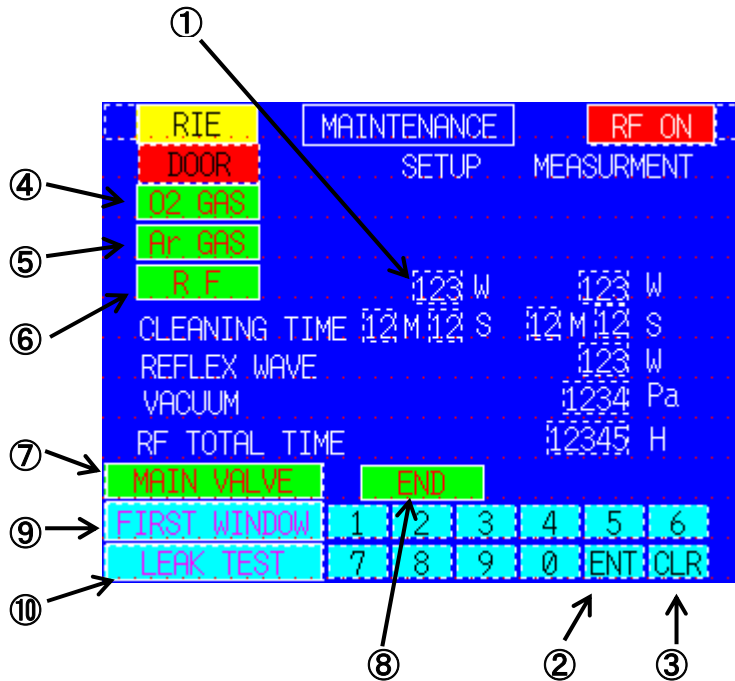 ①
RIE MAINTENANCE RF ON
DOOR SETUP MEASURMENT
④ O2 GAS
⑤ Ar GAS
⑥ R F 123 W 123 W
CLEANING TIME 12 M 12 S 12 M 12 S
REFLEX WAVE 123 W
VACUUM 1234 Pa
RF TOTAL TIME 12345 H
⑦ MAIN VALVE END
⑨ FIRST WINDOW 1 2 3 4 5 6
⑩ LEAK TEST 7 8 9 0 ENT CLR
⑧ ② ③